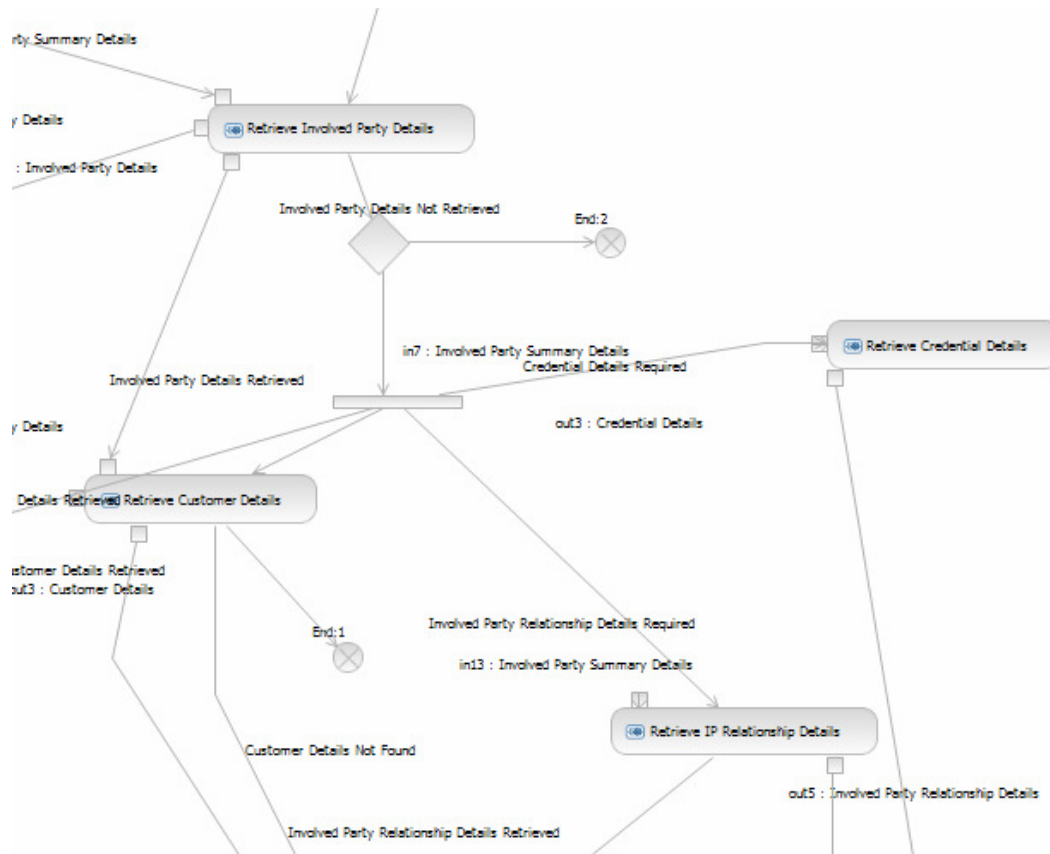 rty Summary Details
y Details
Retrieve Involved Party Details
: Involved Party Details
Involved Party Details Not Retrieved
End:2
in7 : Involved Party Summary Details
Retrieve Credential Details
Credential Details Required
Involved Party Details Retrieved
out3 : Credential Details
y Details
Details Retrieved
Retrieve Customer Details
ustomer Details Retrieved
out3 : Customer Details
End:1
Involved Party Relationship Details Required
in13 : Involved Party Summary Details
Retrieve IP Relationship Details
Customer Details Not Found
out5 : Involved Party Relationship Details
Involved Party Relationship Details Retrieved